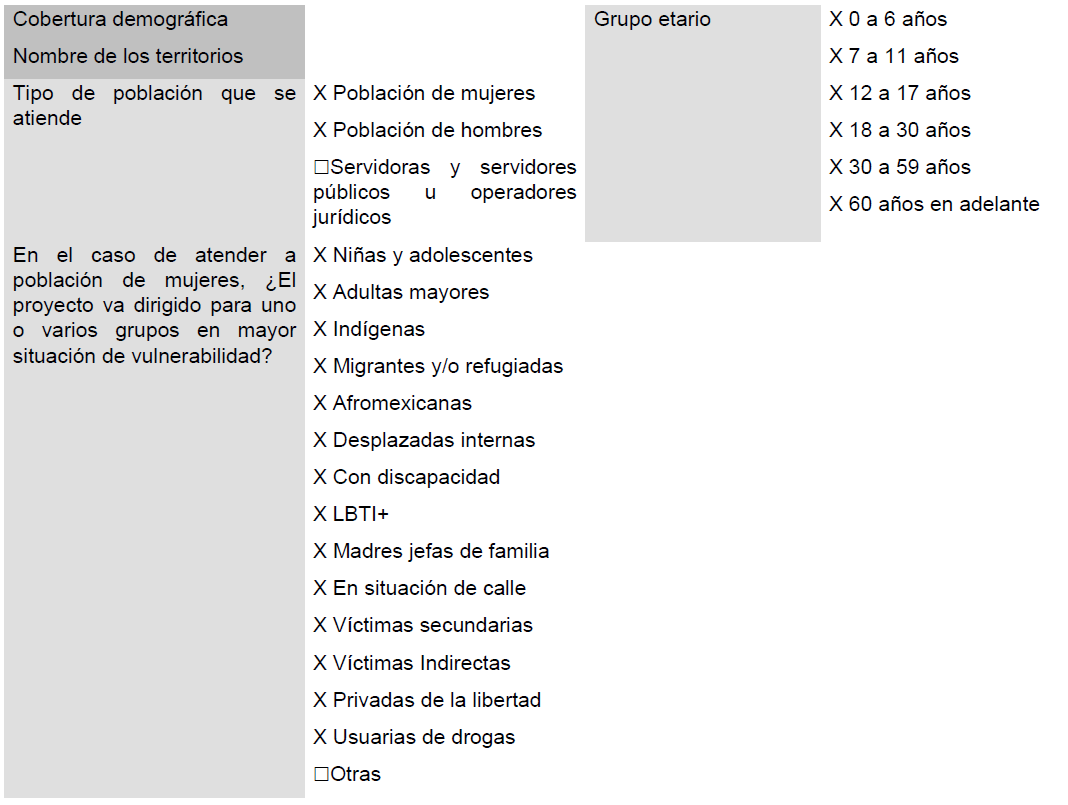 Cobertura demográfica
Nombre de los territorios
Tipo de población que se
atiende
X Población de mujeres
X Población de hombres
☐Servidoras y servidores
públicos u operadores
jurídicos
Grupo etario
X 0 a 6 años
X 7 a 11 años
X 12 a 17 años
X 18 a 30 años
X 30 a 59 años
X 60 años en adelante
En el caso de atender a
población de mujeres, ¿El
proyecto va dirigido para uno
o varios grupos en mayor
situación de vulnerabilidad?
X Niñas y adolescentes
X Adultas mayores
X Indígenas
X Migrantes y/o refugiadas
X Afromexicanas
X Desplazadas internas
X Con discapacidad
X LBTI+
X Madres jefas de familia
X En situación de calle
X Víctimas secundarias
X Víctimas Indirectas
X Privadas de la libertad
X Usuarias de drogas
☐Otras